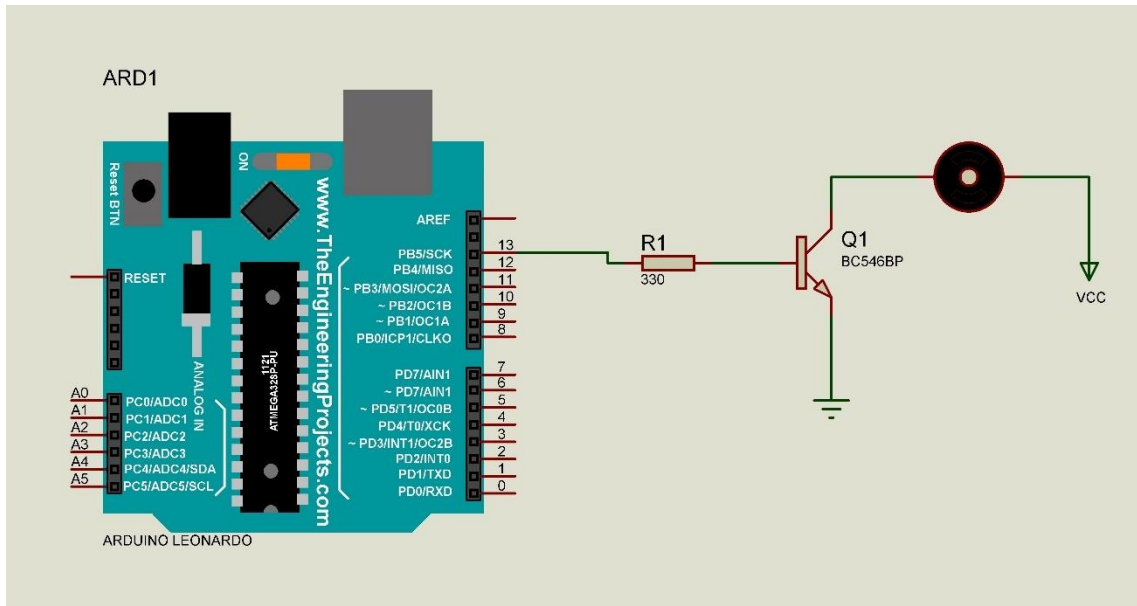 ARD1
Reset BTN
ON
www.TheEngineeringProjects.com
RESET
ANALOG IN
1121
ATMEGA328P-PU
AREF
PB5/SCK 13
PB4/MISO 12
~ PB3/MOSI/OC2A 11
~ PB2/OC1B 10
~ PB1/OC1A 9
PB0/ICP1/CLKO 8
PD7/AIN1 7
~ PD7/AIN1 6
~ PD5/T1/OC0B 5
PD4/T0/XCK 4
~ PD3/INT1/OC2B 3
PD2/INT0 2
PD1/TXD 1
PD0/RXD 0
A0 PC0/ADC0
A1 PC1/ADC1
A2 PC2/ADC2
A3 PC3/ADC3
A4 PC4/ADC4/SDA
A5 PC5/ADC5/SCL
ARDUINO LEONARDO
R1
330
Q1
BC546BP
VCC